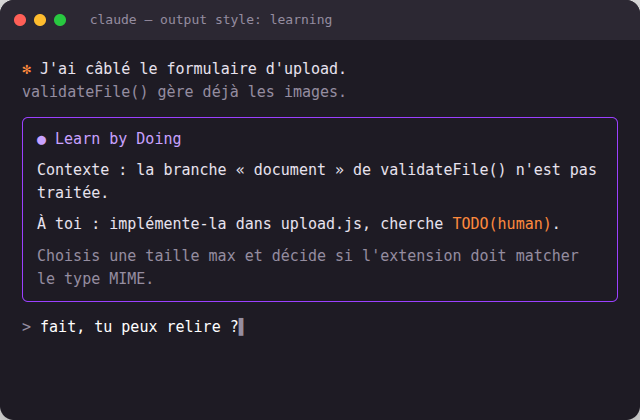 claude — output style: learning
✻ J'ai câblé le formulaire d'upload.
validateFile() gère déjà les images.
● Learn by Doing
Contexte : la branche « document » de validateFile() n'est pas
traitée.
À toi : implémente-la dans upload.js, cherche TODO(human).
Choisis une taille max et décide si l'extension doit matcher
le type MIME.
> fait, tu peux relire ?